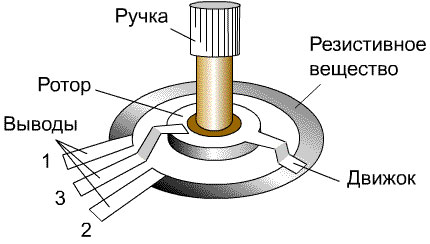 Ручка
Резистивное
вещество
Ротор
Выводы
1
3
2
Движок